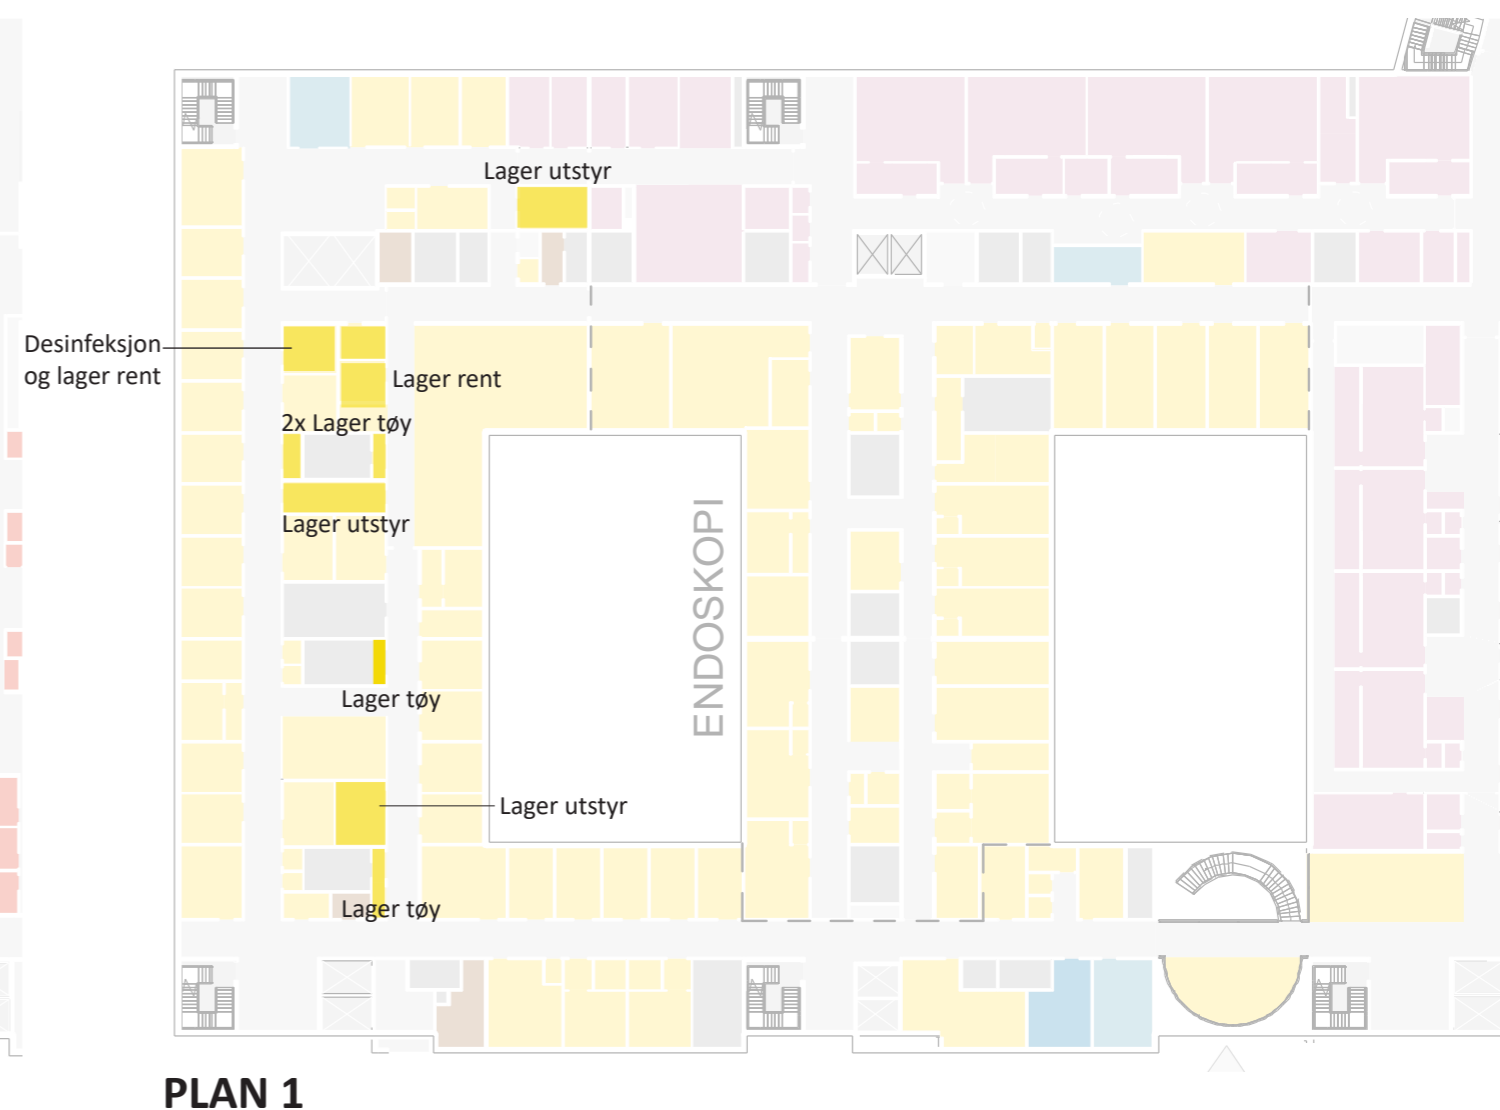 Lager utstyr
Desinfeksjon
og lager rent
Lager rent
2x Lager tøy
Lager utstyr
ENDOSKOPI
Lager tøy
Lager utstyr
Lager tøy
PLAN 1